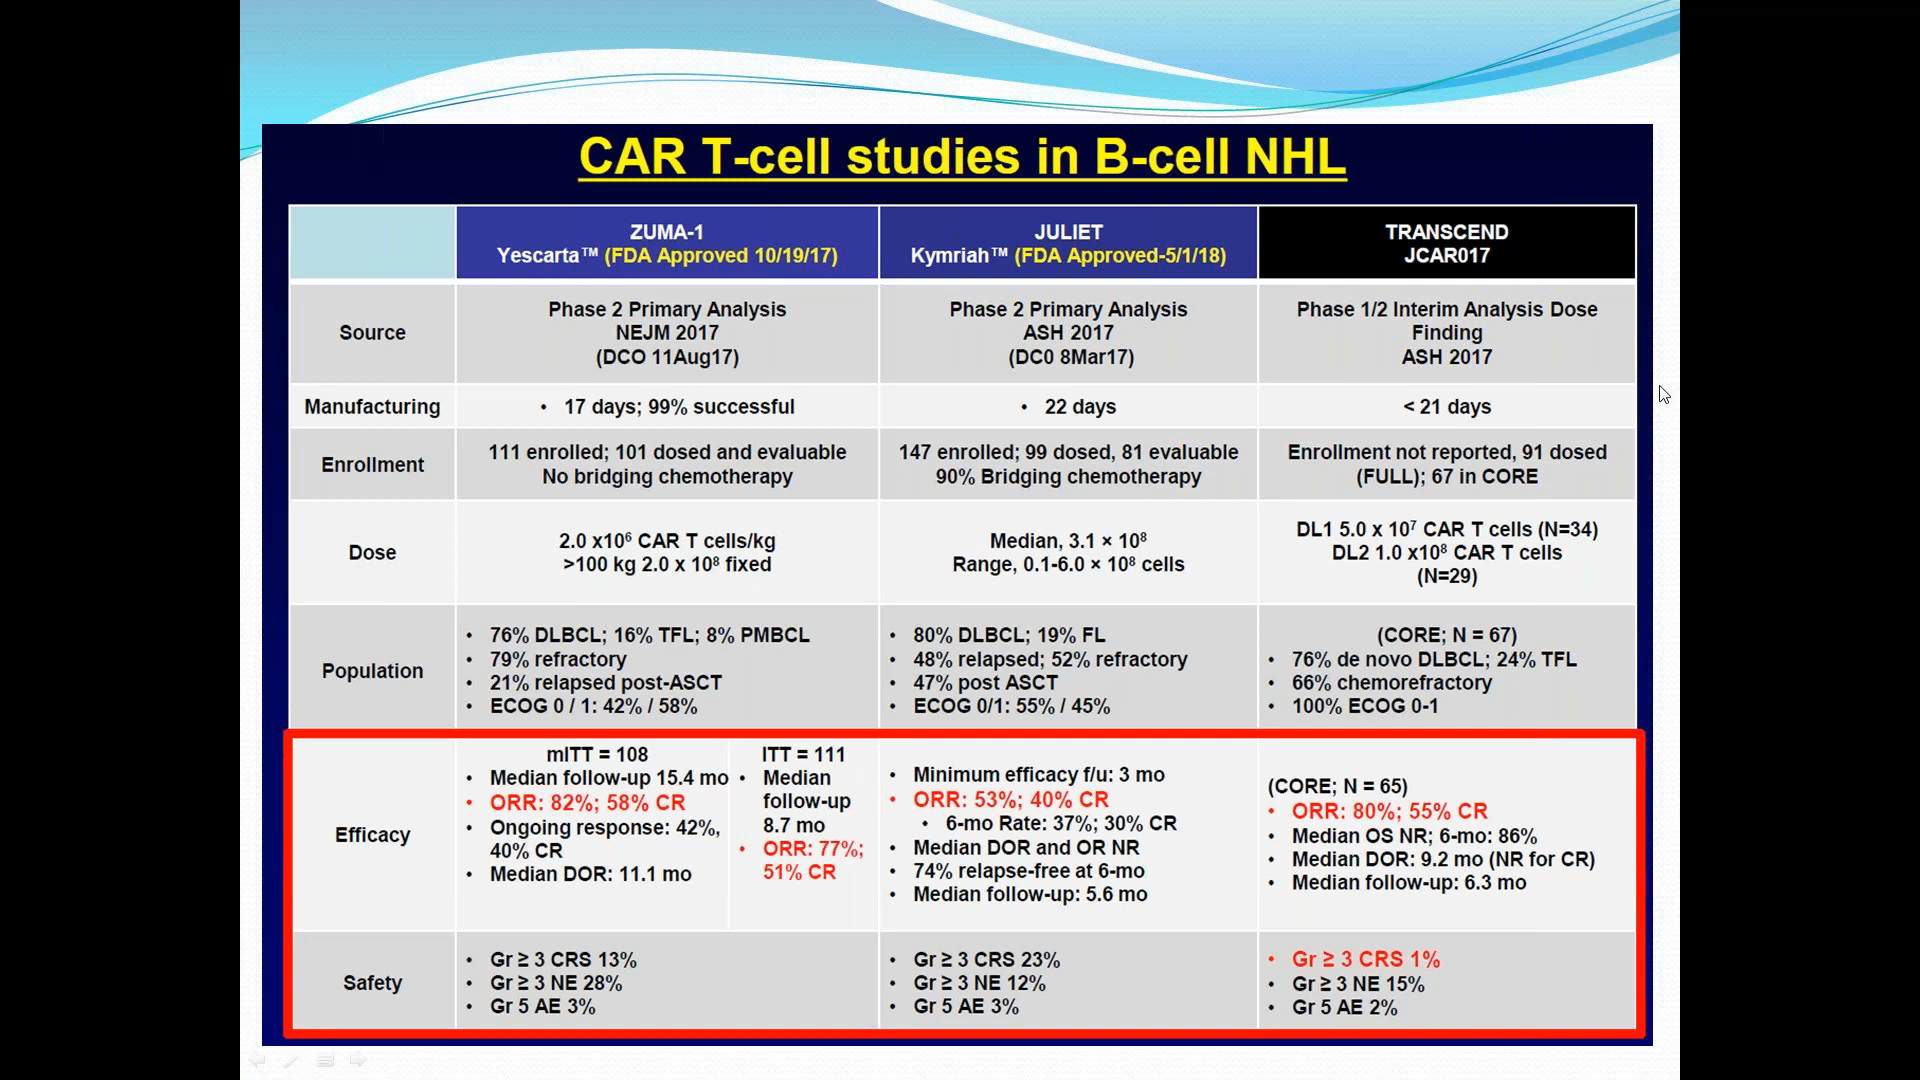 CAR T-cell studies in B-cell NHL
ZUMA-1
Yescarta™ (FDA Approved 10/19/17)
JULIET
Kymriah™ (FDA Approved-5/1/18)
TRANSCEND
JCAR017
Source
Phase 2 Primary Analysis
NEJM 2017
(DCO 11Aug17)
Phase 2 Primary Analysis
ASH 2017
(DC0 8Mar17)
Phase 1/2 Interim Analysis Dose
Finding
ASH 2017
Manufacturing
• 17 days; 99% successful
• 22 days
< 21 days
Enrollment
111 enrolled; 101 dosed and evaluable
No bridging chemotherapy
147 enrolled; 99 dosed, 81 evaluable
90% Bridging chemotherapy
Enrollment not reported, 91 dosed
(FULL); 67 in CORE
Dose
2.0 x10⁶ CAR T cells/kg
>100 kg 2.0 x 10⁸ fixed
Median, 3.1 × 10⁸
Range, 0.1-6.0 × 10⁸ cells
DL1 5.0 x 10⁷ CAR T cells (N=34)
DL2 1.0 x10⁸ CAR T cells
(N=29)
Population
• 76% DLBCL; 16% TFL; 8% PMBCL
• 79% refractory
• 21% relapsed post-ASCT
• ECOG 0 / 1: 42% / 58%
• 80% DLBCL; 19% FL
• 48% relapsed; 52% refractory
• 47% post ASCT
• ECOG 0/1: 55% / 45%
(CORE; N = 67)
• 76% de novo DLBCL; 24% TFL
• 66% chemorefractory
• 100% ECOG 0-1
Efficacy
mITT = 108
• Median follow-up 15.4 mo
• ORR: 82%; 58% CR
• Ongoing response: 42%,
40% CR
• Median DOR: 11.1 mo
ITT = 111
• Median
follow-up
8.7 mo
• ORR: 77%;
51% CR
• Minimum efficacy f/u: 3 mo
• ORR: 53%; 40% CR
• 6-mo Rate: 37%; 30% CR
• Median DOR and OR NR
• 74% relapse-free at 6-mo
• Median follow-up: 5.6 mo
(CORE; N = 65)
• ORR: 80%; 55% CR
• Median OS NR; 6-mo: 86%
• Median DOR: 9.2 mo (NR for CR)
• Median follow-up: 6.3 mo
Safety
• Gr ≥ 3 CRS 13%
• Gr ≥ 3 NE 28%
• Gr 5 AE 3%
• Gr ≥ 3 CRS 23%
• Gr ≥ 3 NE 12%
• Gr 5 AE 3%
• Gr ≥ 3 CRS 1%
• Gr ≥ 3 NE 15%
• Gr 5 AE 2%